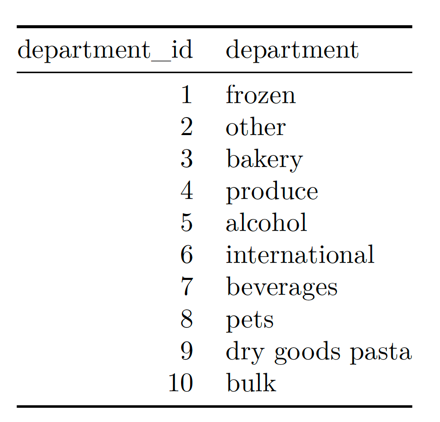 department_id department
1 frozen
2 other
3 bakery
4 produce
5 alcohol
6 international
7 beverages
8 pets
9 dry goods pasta
10 bulk